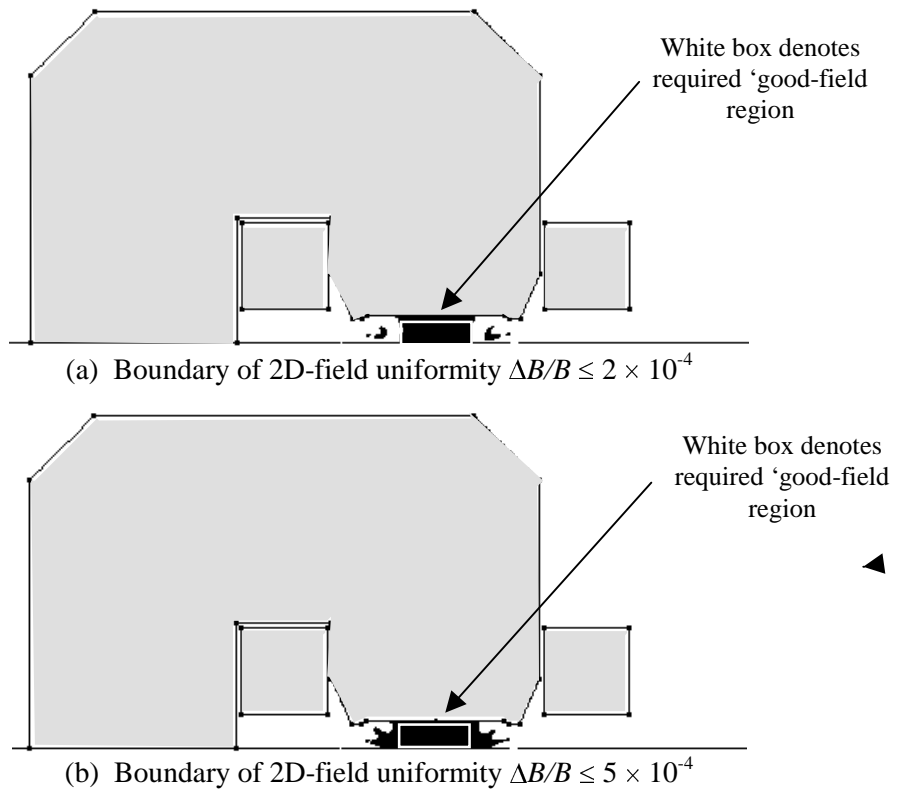 White box denotes
required ‘good-field
region
(a) Boundary of 2D-field uniformity ΔB/B ≤ 2 × 10⁻⁴
White box denotes
required ‘good-field
region
(b) Boundary of 2D-field uniformity ΔB/B ≤ 5 × 10⁻⁴